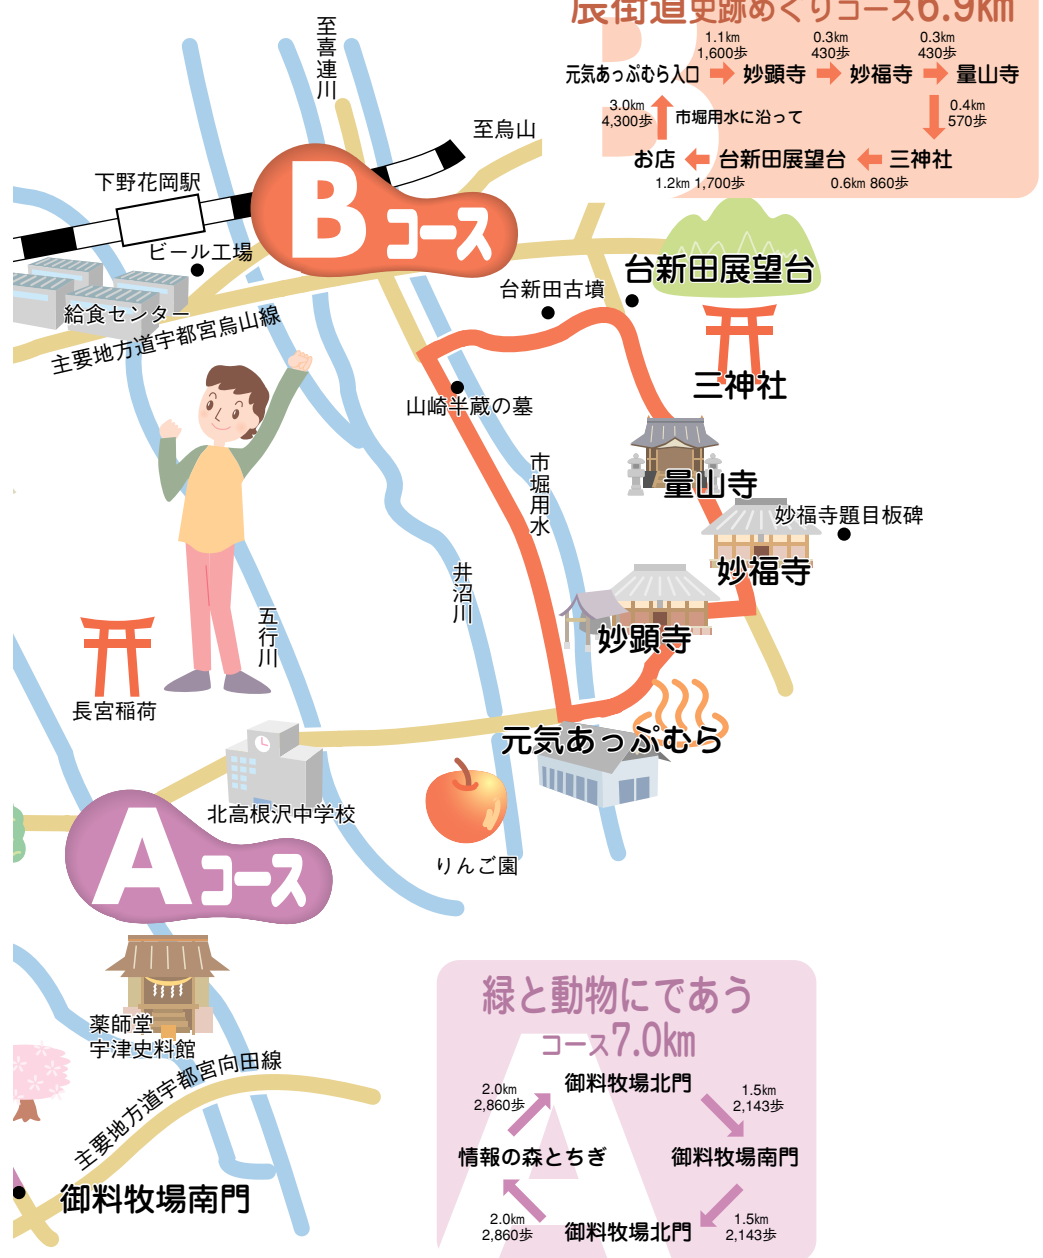 辰街道史跡めぐりコース6.9km
1.1km
1,600歩
0.3km
430歩
0.3km
430歩
元気あっぷむら入口
妙顕寺
妙福寺
量山寺
3.0km
4,300歩
市堀用水に沿って
0.4km
570歩
お店
台新田展望台
三神社
1.2km 1,700歩
0.6km 860歩
至喜連川
至烏山
下野花岡駅
Bコース
ビール工場
給食センター
主要地方道宇都宮烏山線
台新田古墳
台新田展望台
三神社
山崎半蔵の墓
市堀用水
量山寺
妙福寺題目板碑
妙福寺
井沼川
五行川
妙顕寺
長宮稲荷
元気あっぷむら
北高根沢中学校
りんご園
Aコース
薬師堂
宇津史料館
主要地方道宇都宮向田線
御料牧場南門
緑と動物にであう
コース7.0km
御料牧場北門
2.0km
2,860歩
1.5km
2,143歩
情報の森とちぎ
御料牧場南門
2.0km
2,860歩
御料牧場北門
1.5km
2,143歩